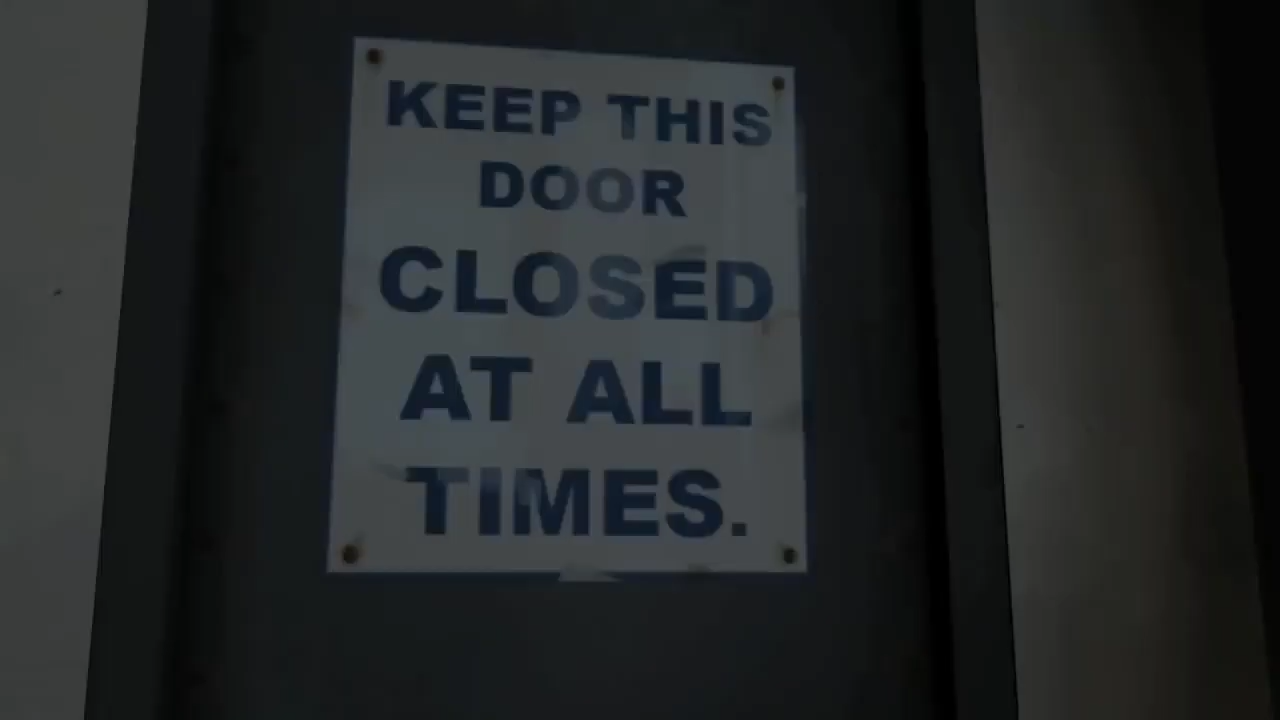 KEEP THIS
DOOR
CLOSED
AT ALL
TIMES.